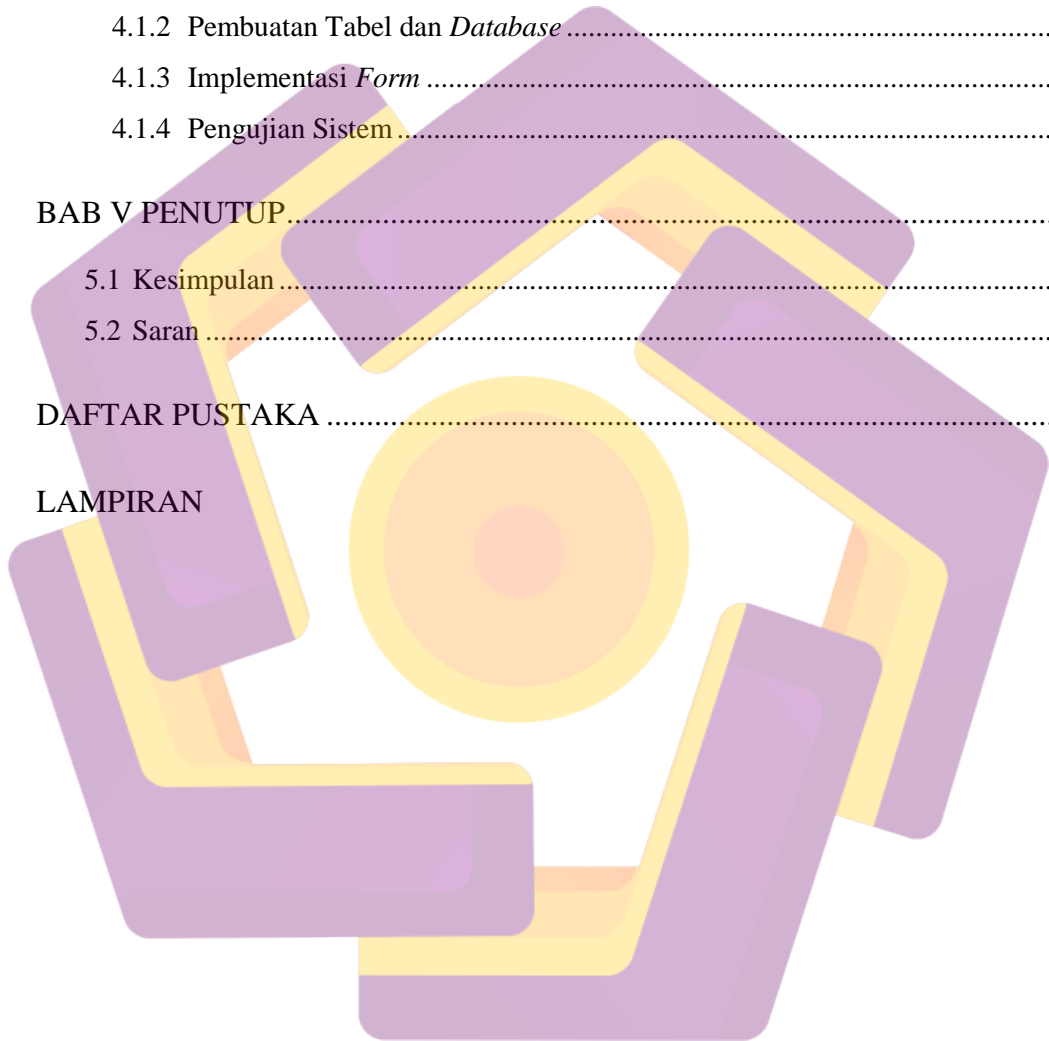 4.1.2 Pembuatan Tabel dan Database ........................................................
4.1.3 Implementasi Form ........................................................................
4.1.4 Pengujian Sistem ...........................................................................
BAB V PENUTUP....................................................................................
5.1 Kesimpulan ....................................................................................
5.2 Saran ..............................................................................................
DAFTAR PUSTAKA ...............................................................................
LAMPIRAN